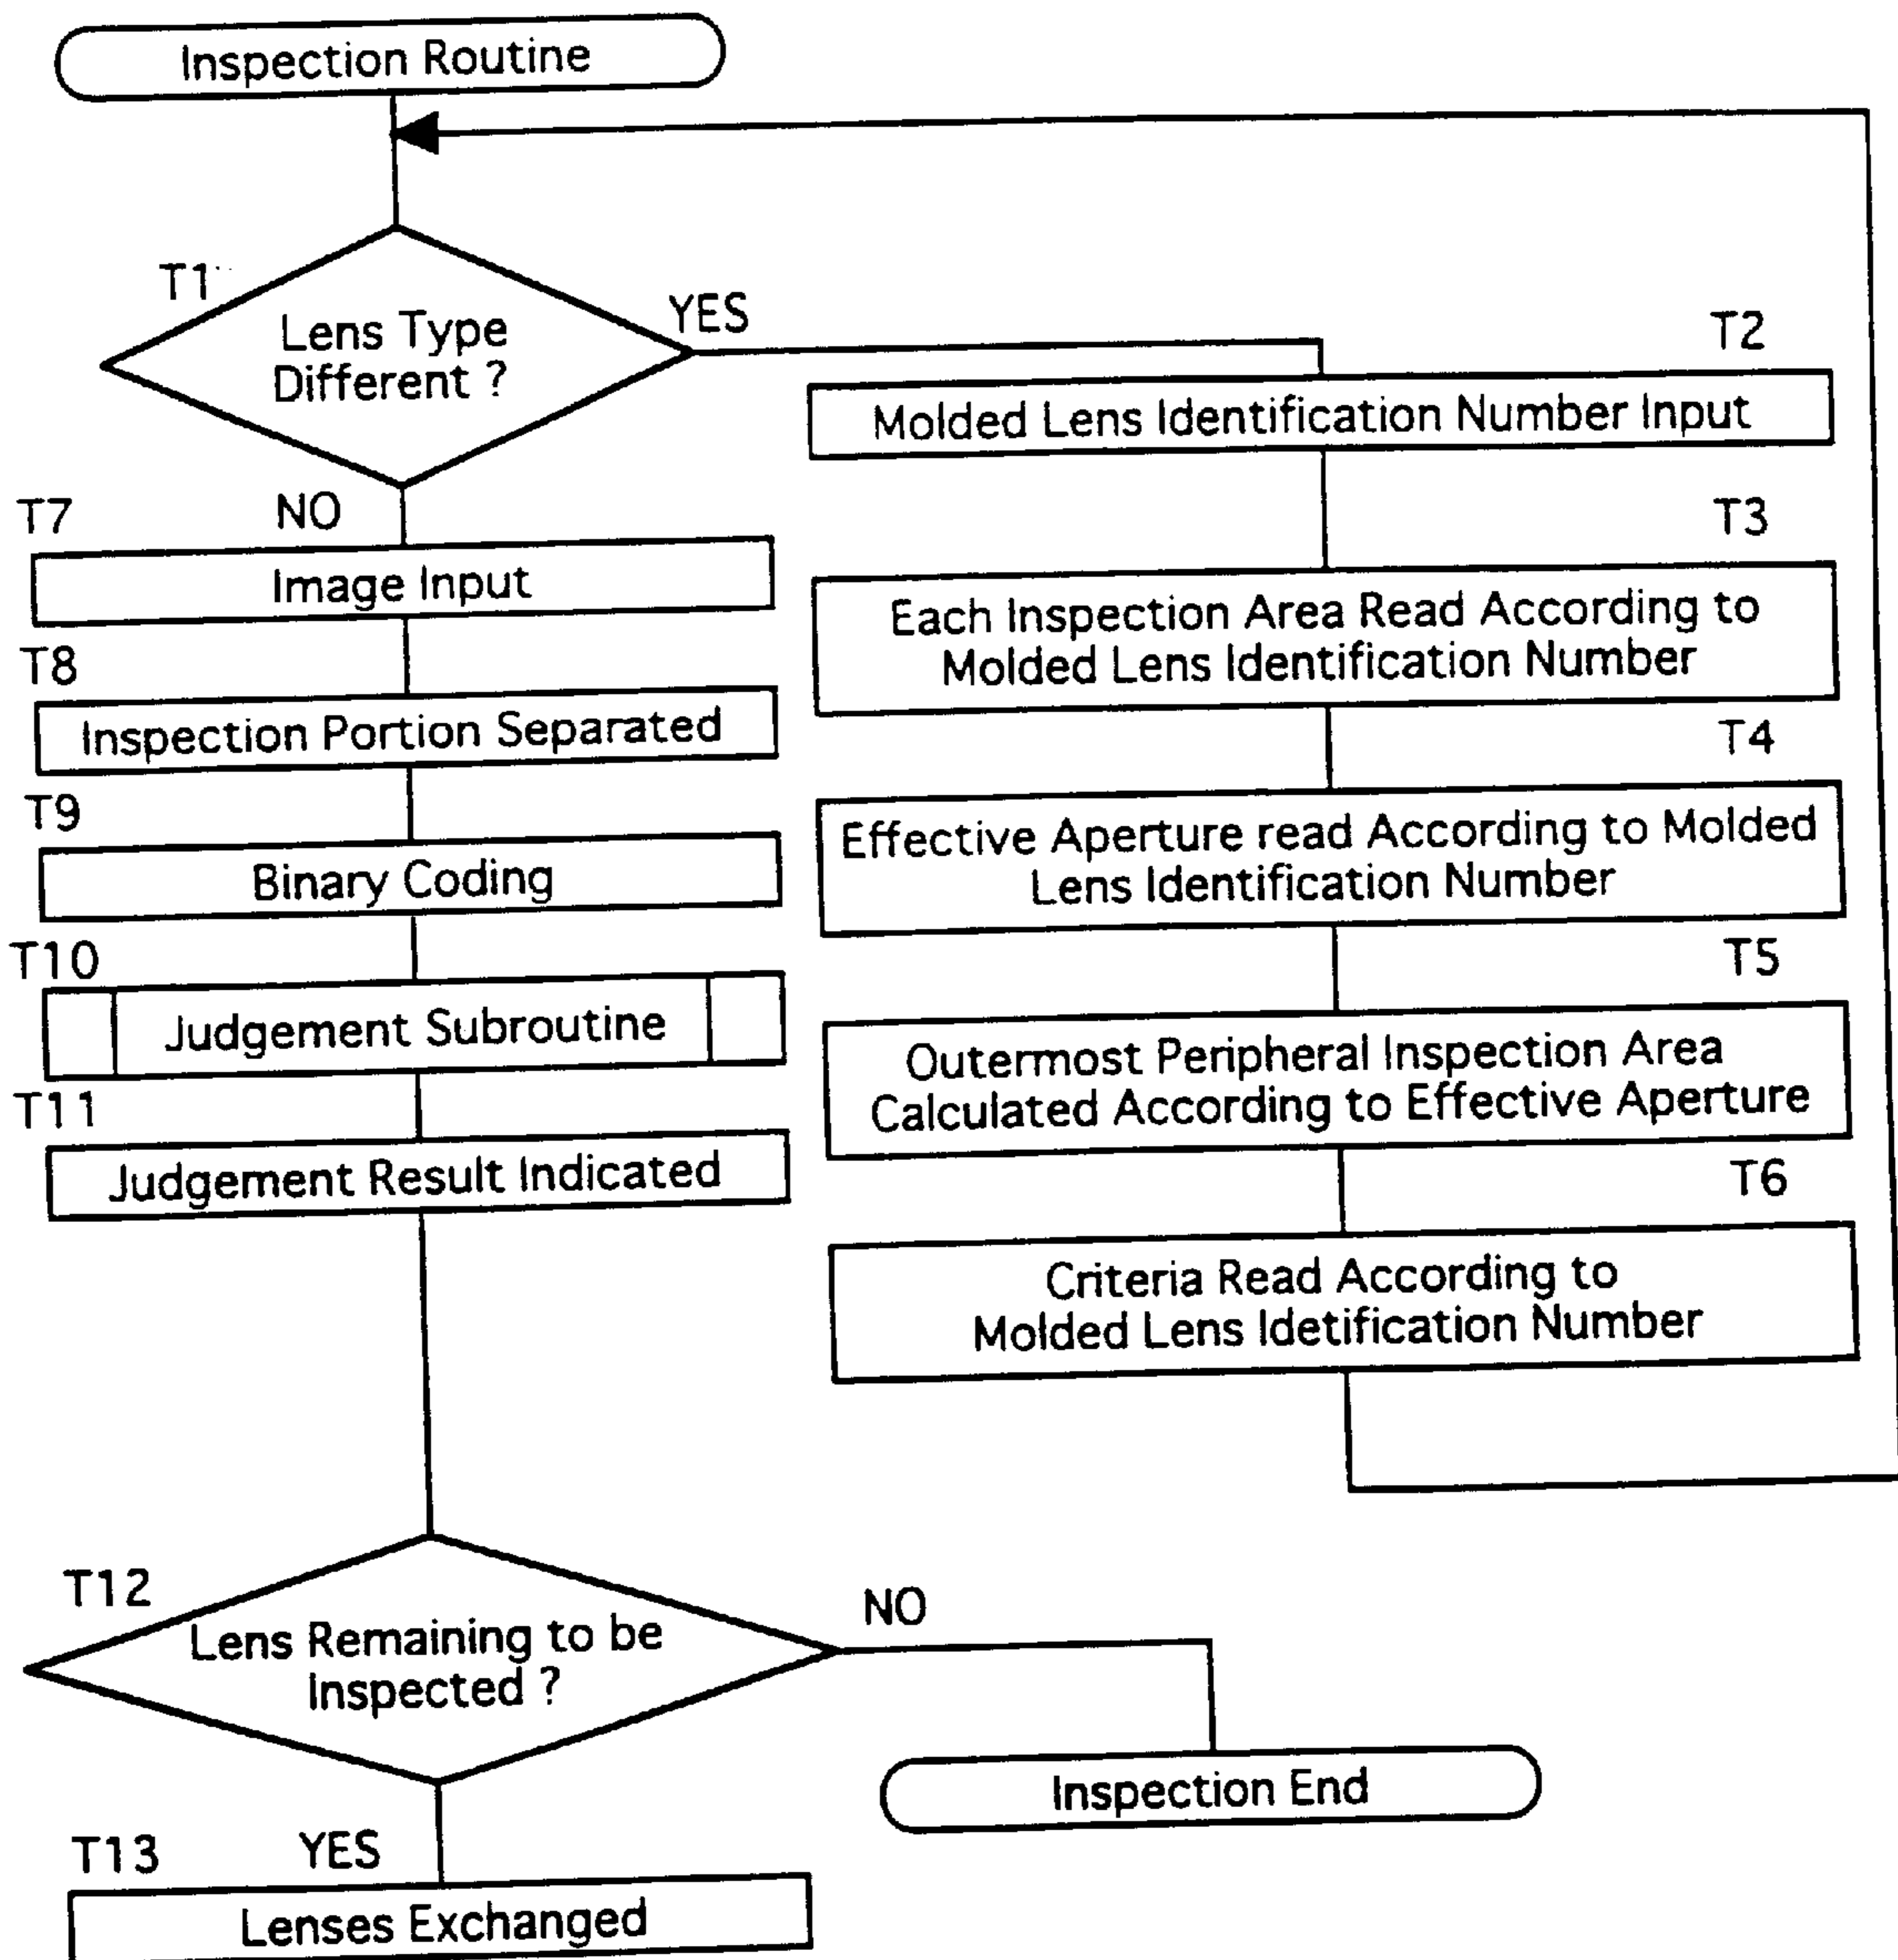 Inspection Routine
T1
Lens Type
Different ?
YES
NO
T2
Molded Lens Identification Number Input
T3
Each Inspection Area Read According to
Molded Lens Identification Number
T4
Effective Aperture read According to Molded
Lens Identification Number
T5
Outermost Peripheral Inspection Area
Calculated According to Effective Aperture
T6
Criteria Read According to
Molded Lens Idetification Number
T7
Image Input
T8
Inspection Portion Separated
T9
Binary Coding
T10
Judgement Subroutine
T11
Judgement Result Indicated
T12
Lens Remaining to be
Inspected ?
NO
Inspection End
YES
T13
Lenses Exchanged